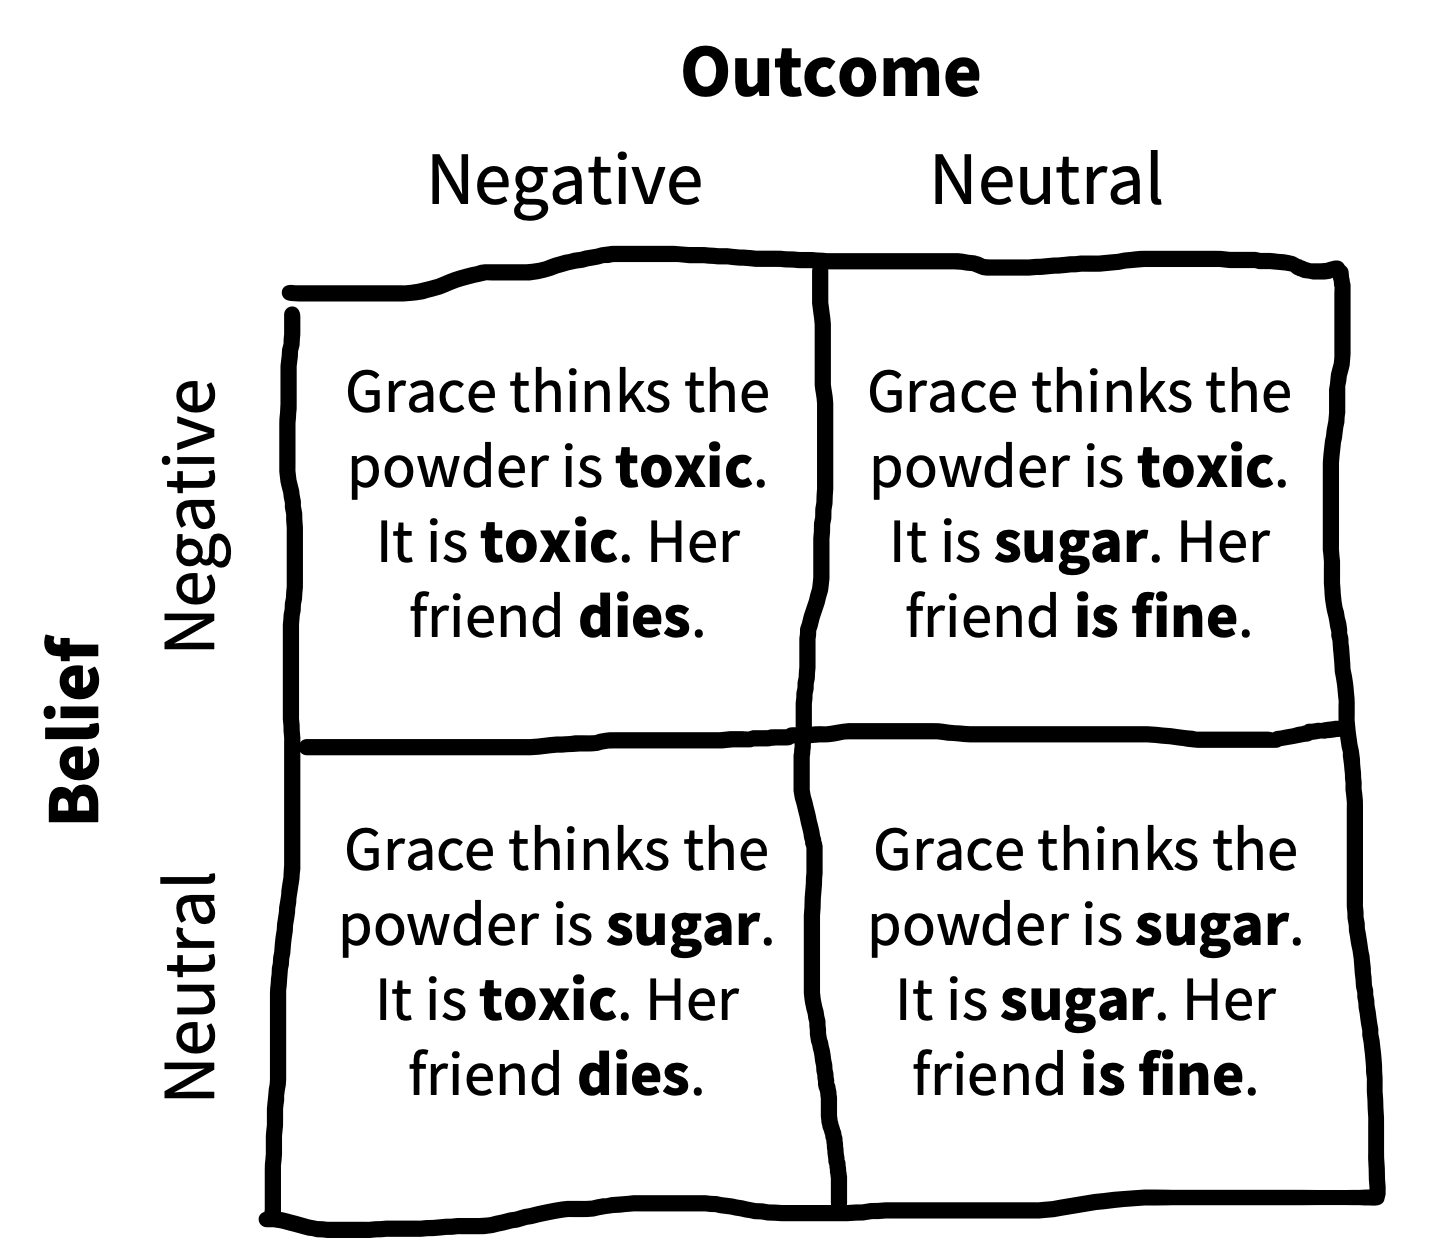 Outcome
Negative
Neutral
Belief
Negative
Grace thinks the
powder is toxic.
It is toxic. Her
friend dies.
Grace thinks the
powder is toxic.
It is sugar. Her
friend is fine.
Neutral
Grace thinks the
powder is sugar.
It is toxic. Her
friend dies.
Grace thinks the
powder is sugar.
It is sugar. Her
friend is fine.